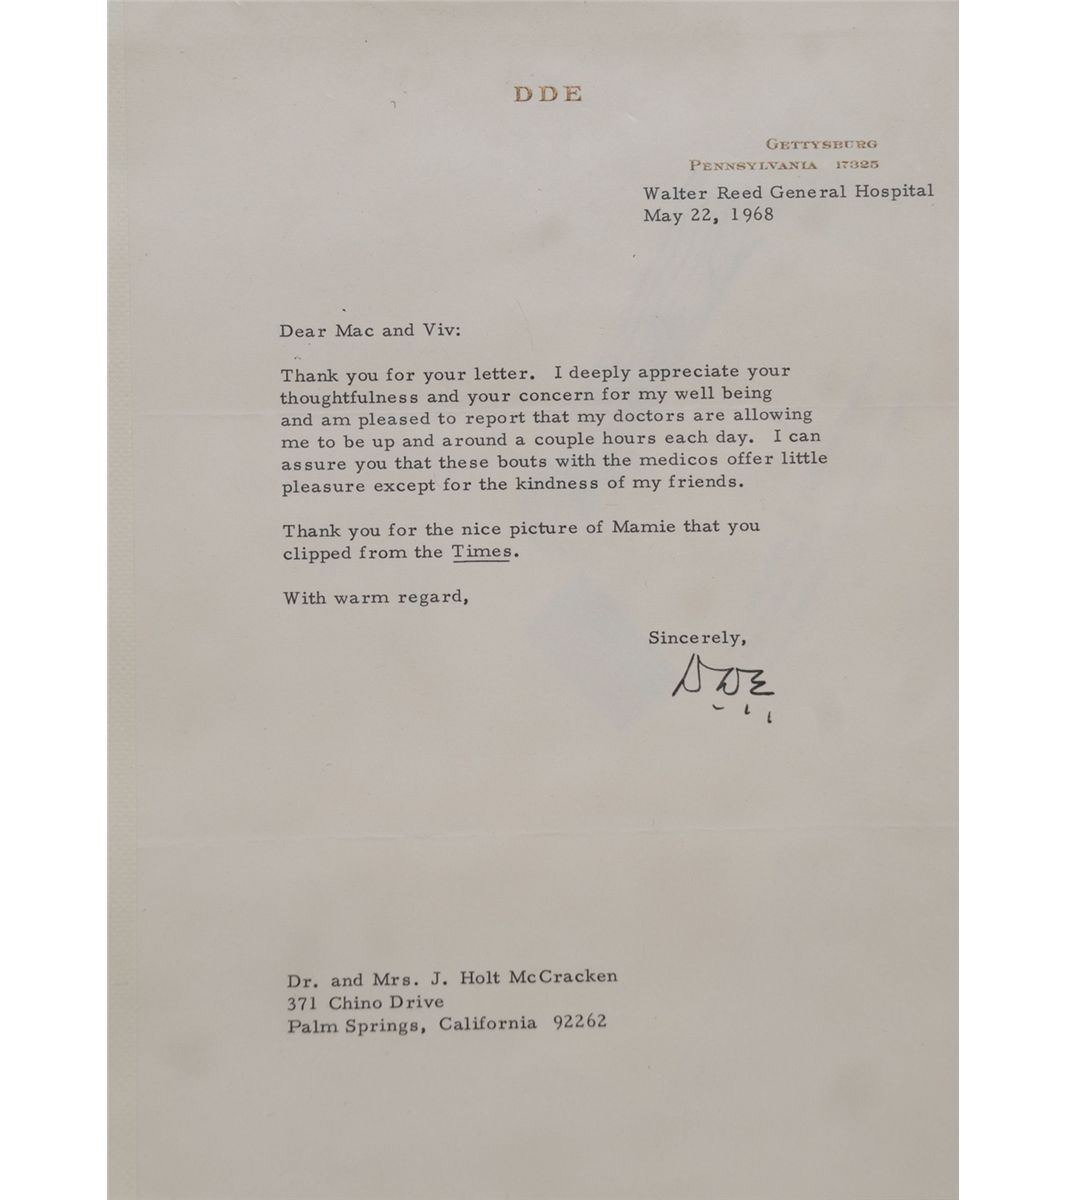 DDE
GETTYSBURG
PENNSYLVANIA 17325
Walter Reed General Hospital
May 22, 1968
Dear Mac and Viv:
Thank you for your letter. I deeply appreciate your
thoughtfulness and your concern for my well being
and am pleased to report that my doctors are allowing
me to be up and around a couple hours each day. I can
assure you that these bouts with the medicos offer little
pleasure except for the kindness of my friends.
Thank you for the nice picture of Mamie that you
clipped from the Times.
With warm regard,
Sincerely,
DDE
Dr. and Mrs. J. Holt McCracken
371 Chino Drive
Palm Springs, California 92262